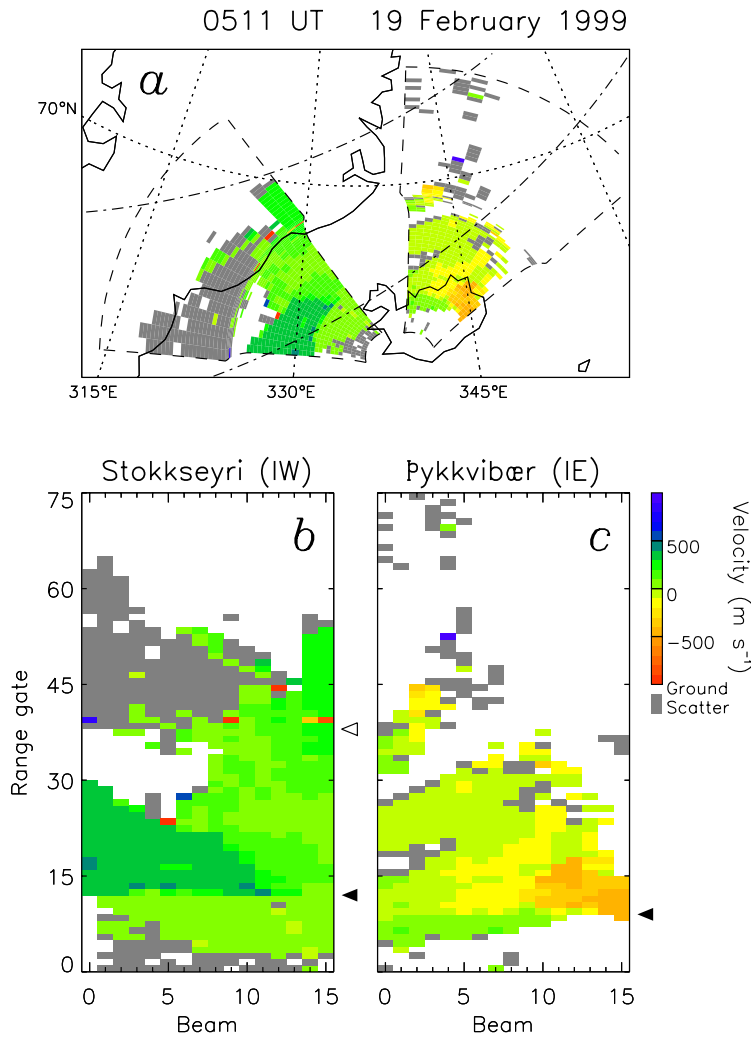 0511 UT 19 February 1999
a
70°N
315°E 330°E 345°E
Stokkseyri (IW) Þykkvibær (IE)
b
c
75
60
45
30
15
0
Range gate
0 5 10 15
Beam
0 5 10 15
Beam
500
0
−500
Ground
Scatter
Velocity (m s⁻¹)